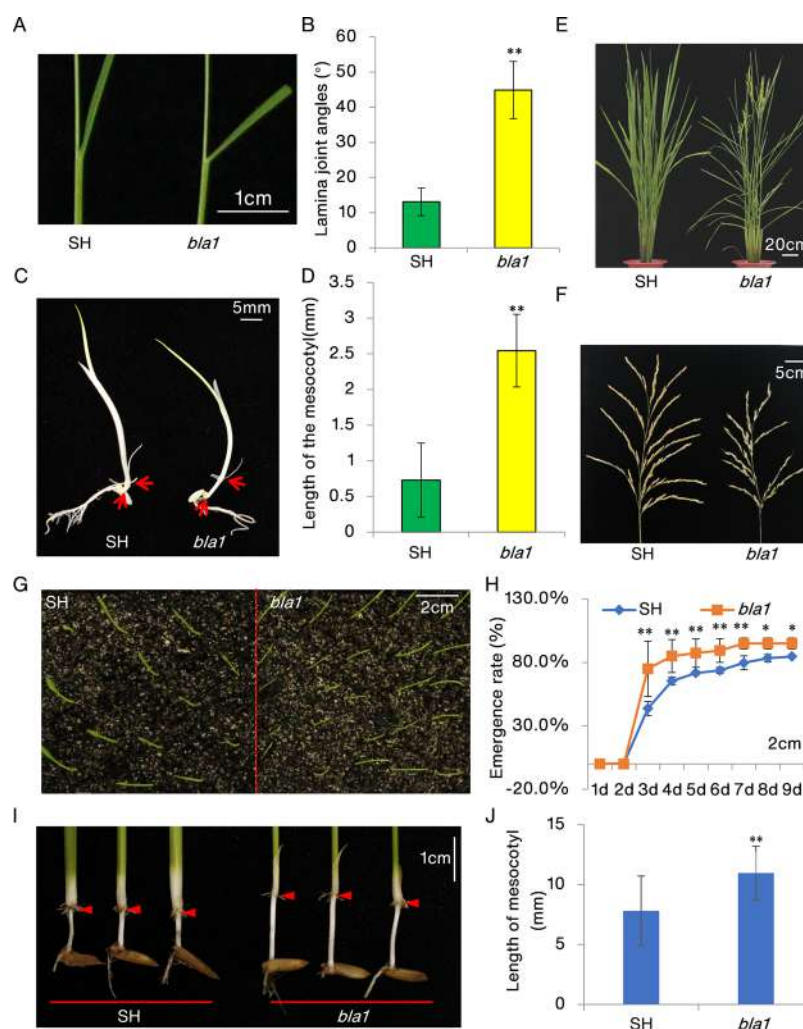 A
1cm
SH
bla1
B
Lamina joint angles (°)
60
50
40
30
20
10
0
**
SH
bla1
E
20cm
SH
bla1
C
5mm
SH
bla1
D
Length of the mesocotyl(mm)
3.5
3
2.5
2
1.5
1
0.5
0
**
SH
bla1
F
5cm
SH
bla1
G
SH
bla1
2cm
H
Emergence rate (%)
130.0%
80.0%
30.0%
-20.0%
SH
bla1
** ** ** ** ** * *
2cm
1d 2d 3d 4d 5d 6d 7d 8d 9d
I
1cm
SH
bla1
J
Length of mesocotyl
(mm)
15
10
5
0
**
SH
bla1